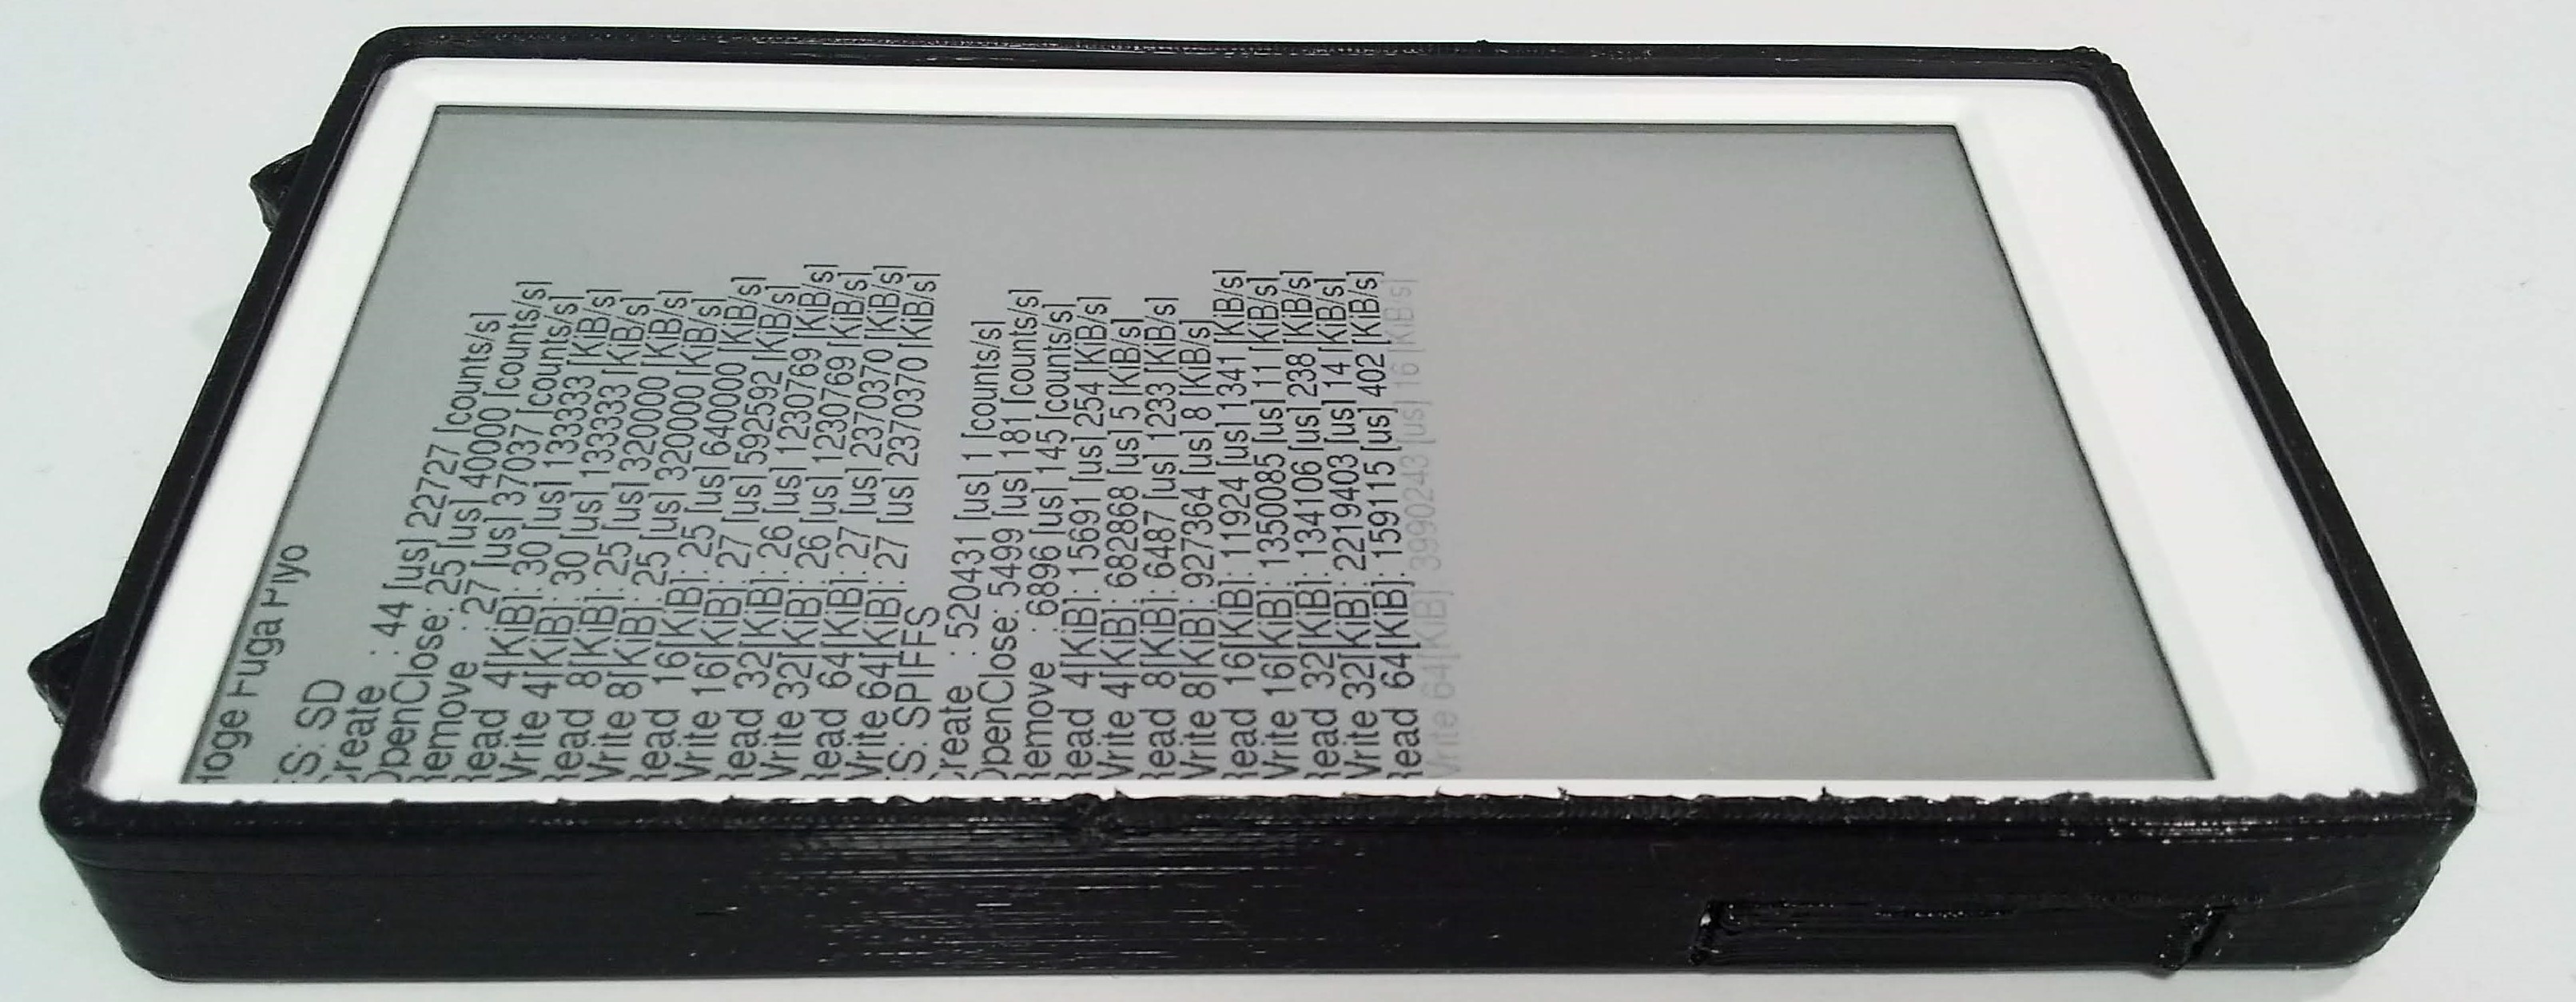 Hoge Fuga Piyo
FS: SD
Create : 44 [us] 22727 [counts/s]
OpenClose: 25 [us] 40000 [counts/s]
Remove : 27 [us] 37037 [counts/s]
Read 4[KiB]: 30 [us] 133333 [KiB/s]
Write 4[KiB]: 30 [us] 133333 [KiB/s]
Read 8[KiB]: 25 [us] 320000 [KiB/s]
Write 8[KiB]: 25 [us] 320000 [KiB/s]
Read 16[KiB]: 25 [us] 640000 [KiB/s]
Write 16[KiB]: 27 [us] 592592 [KiB/s]
Read 32[KiB]: 26 [us] 1230769 [KiB/s]
Write 32[KiB]: 26 [us] 1230769 [KiB/s]
Read 64[KiB]: 27 [us] 2370370 [KiB/s]
Write 64[KiB]: 27 [us] 2370370 [KiB/s]
FS: SPIFFS
Create : 520431 [us] 1 [counts/s]
OpenClose: 5499 [us] 181 [counts/s]
Remove : 6896 [us] 145 [counts/s]
Read 4[KiB]: 15691 [us] 254 [KiB/s]
Write 4[KiB]: 682868 [us] 5 [KiB/s]
Read 8[KiB]: 6487 [us] 1233 [KiB/s]
Write 8[KiB]: 927364 [us] 8 [KiB/s]
Read 16[KiB]: 11924 [us] 1341 [KiB/s]
Write 16[KiB]: 1350085 [us] 11 [KiB/s]
Read 32[KiB]: 134106 [us] 238 [KiB/s]
Write 32[KiB]: 2219403 [us] 14 [KiB/s]
Read 64[KiB]: 159115 [us] 402 [KiB/s]
Write 64[KiB]: 3990243 [us] 16 [KiB/s]